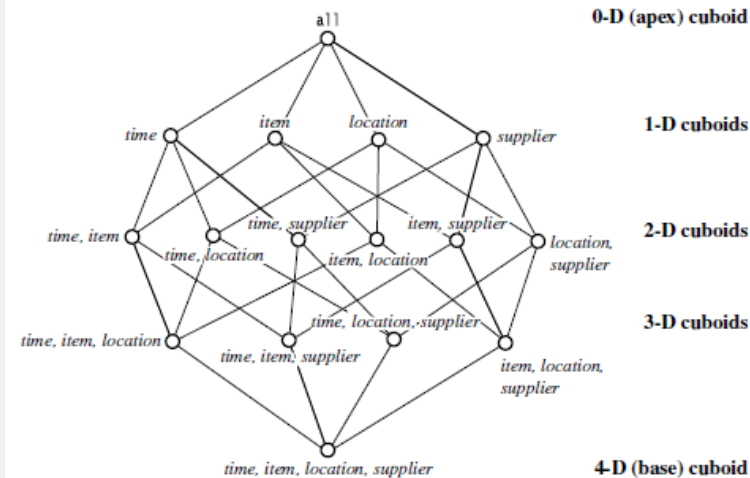 all
0-D (apex) cuboid
time
item
location
supplier
1-D cuboids
time, item
time, location
time, supplier
item, location
item, supplier
location,
supplier
2-D cuboids
time, item, location
time, item, supplier
time, location, supplier
item, location,
supplier
3-D cuboids
time, item, location, supplier
4-D (base) cuboid